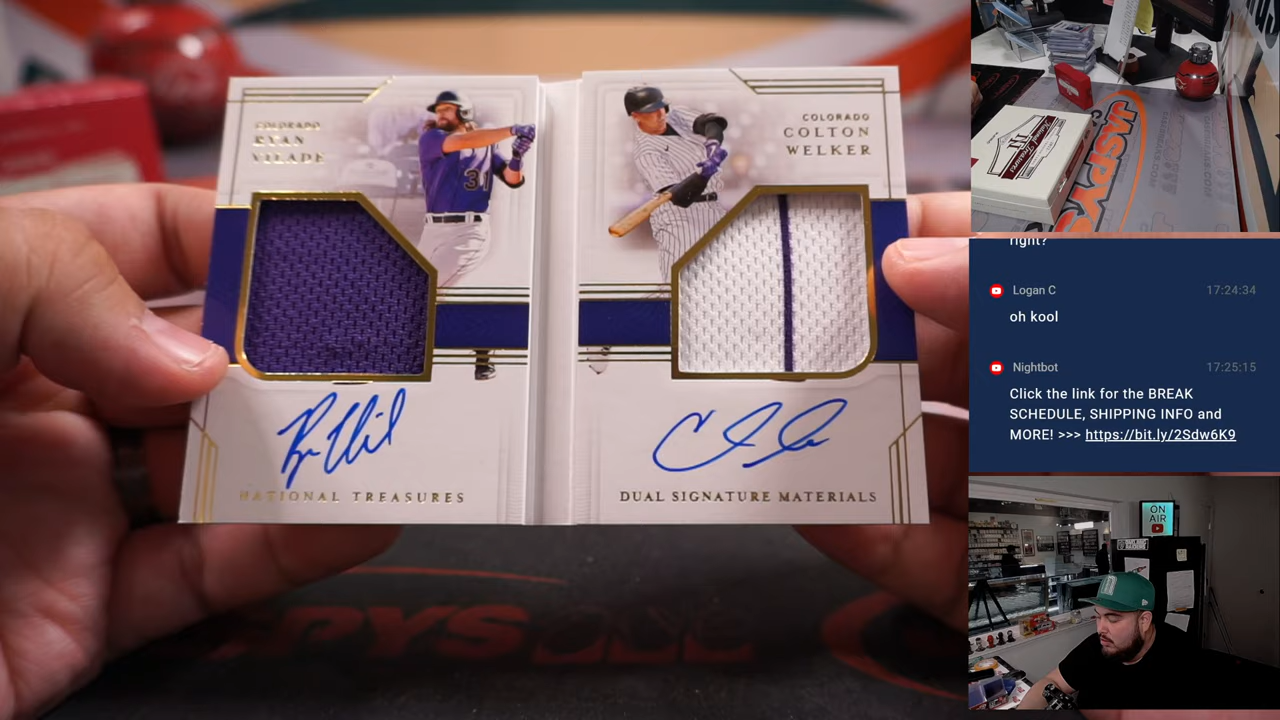 COLORADO
RYAN
VILADE
31
COLORADO
COLTON
WELKER
NATIONAL TREASURES
DUAL SIGNATURE MATERIALS
JASPYS
right?
Logan C 17:24:34
oh kool
Nightbot 17:25:15
Click the link for the BREAK
SCHEDULE, SHIPPING INFO and
MORE! >>> https://bit.ly/2Sdw6K9
ON
AIR